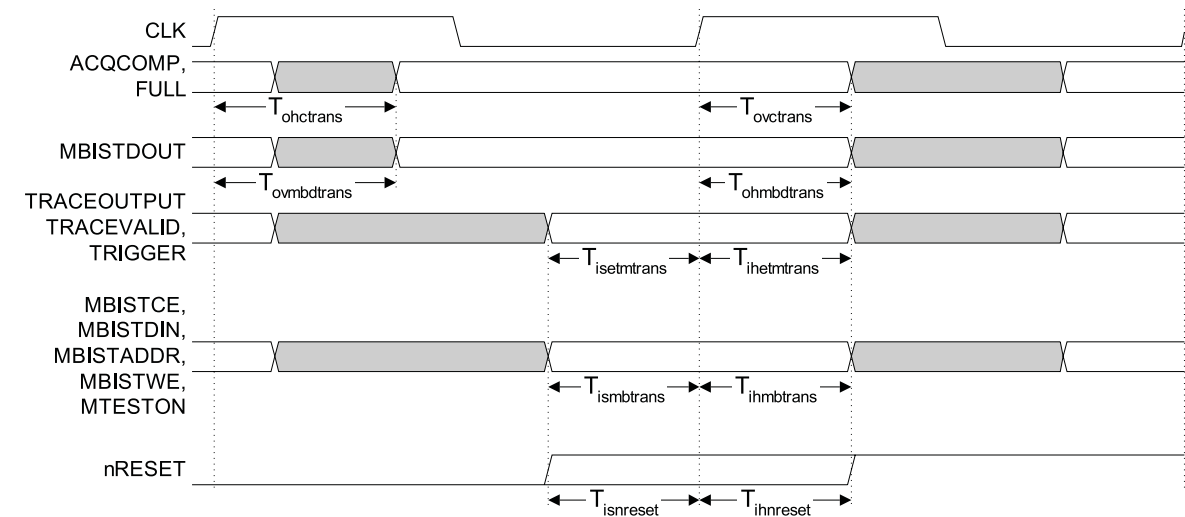 CLK
ACQCOMP,
FULL
Tohctrans
Tovctrans
MBISTDOUT
Tovmbdtrans
Tohmbdtrans
TRACEOUTPUT
TRACEVALID,
TRIGGER
Tisetmtrans
Tihetmtrans
MBISTCE,
MBISTDIN,
MBISTADDR,
MBISTWE,
MTESTON
Tismbtrans
Tihmbtrans
nRESET
Tisnreset
Tihnreset